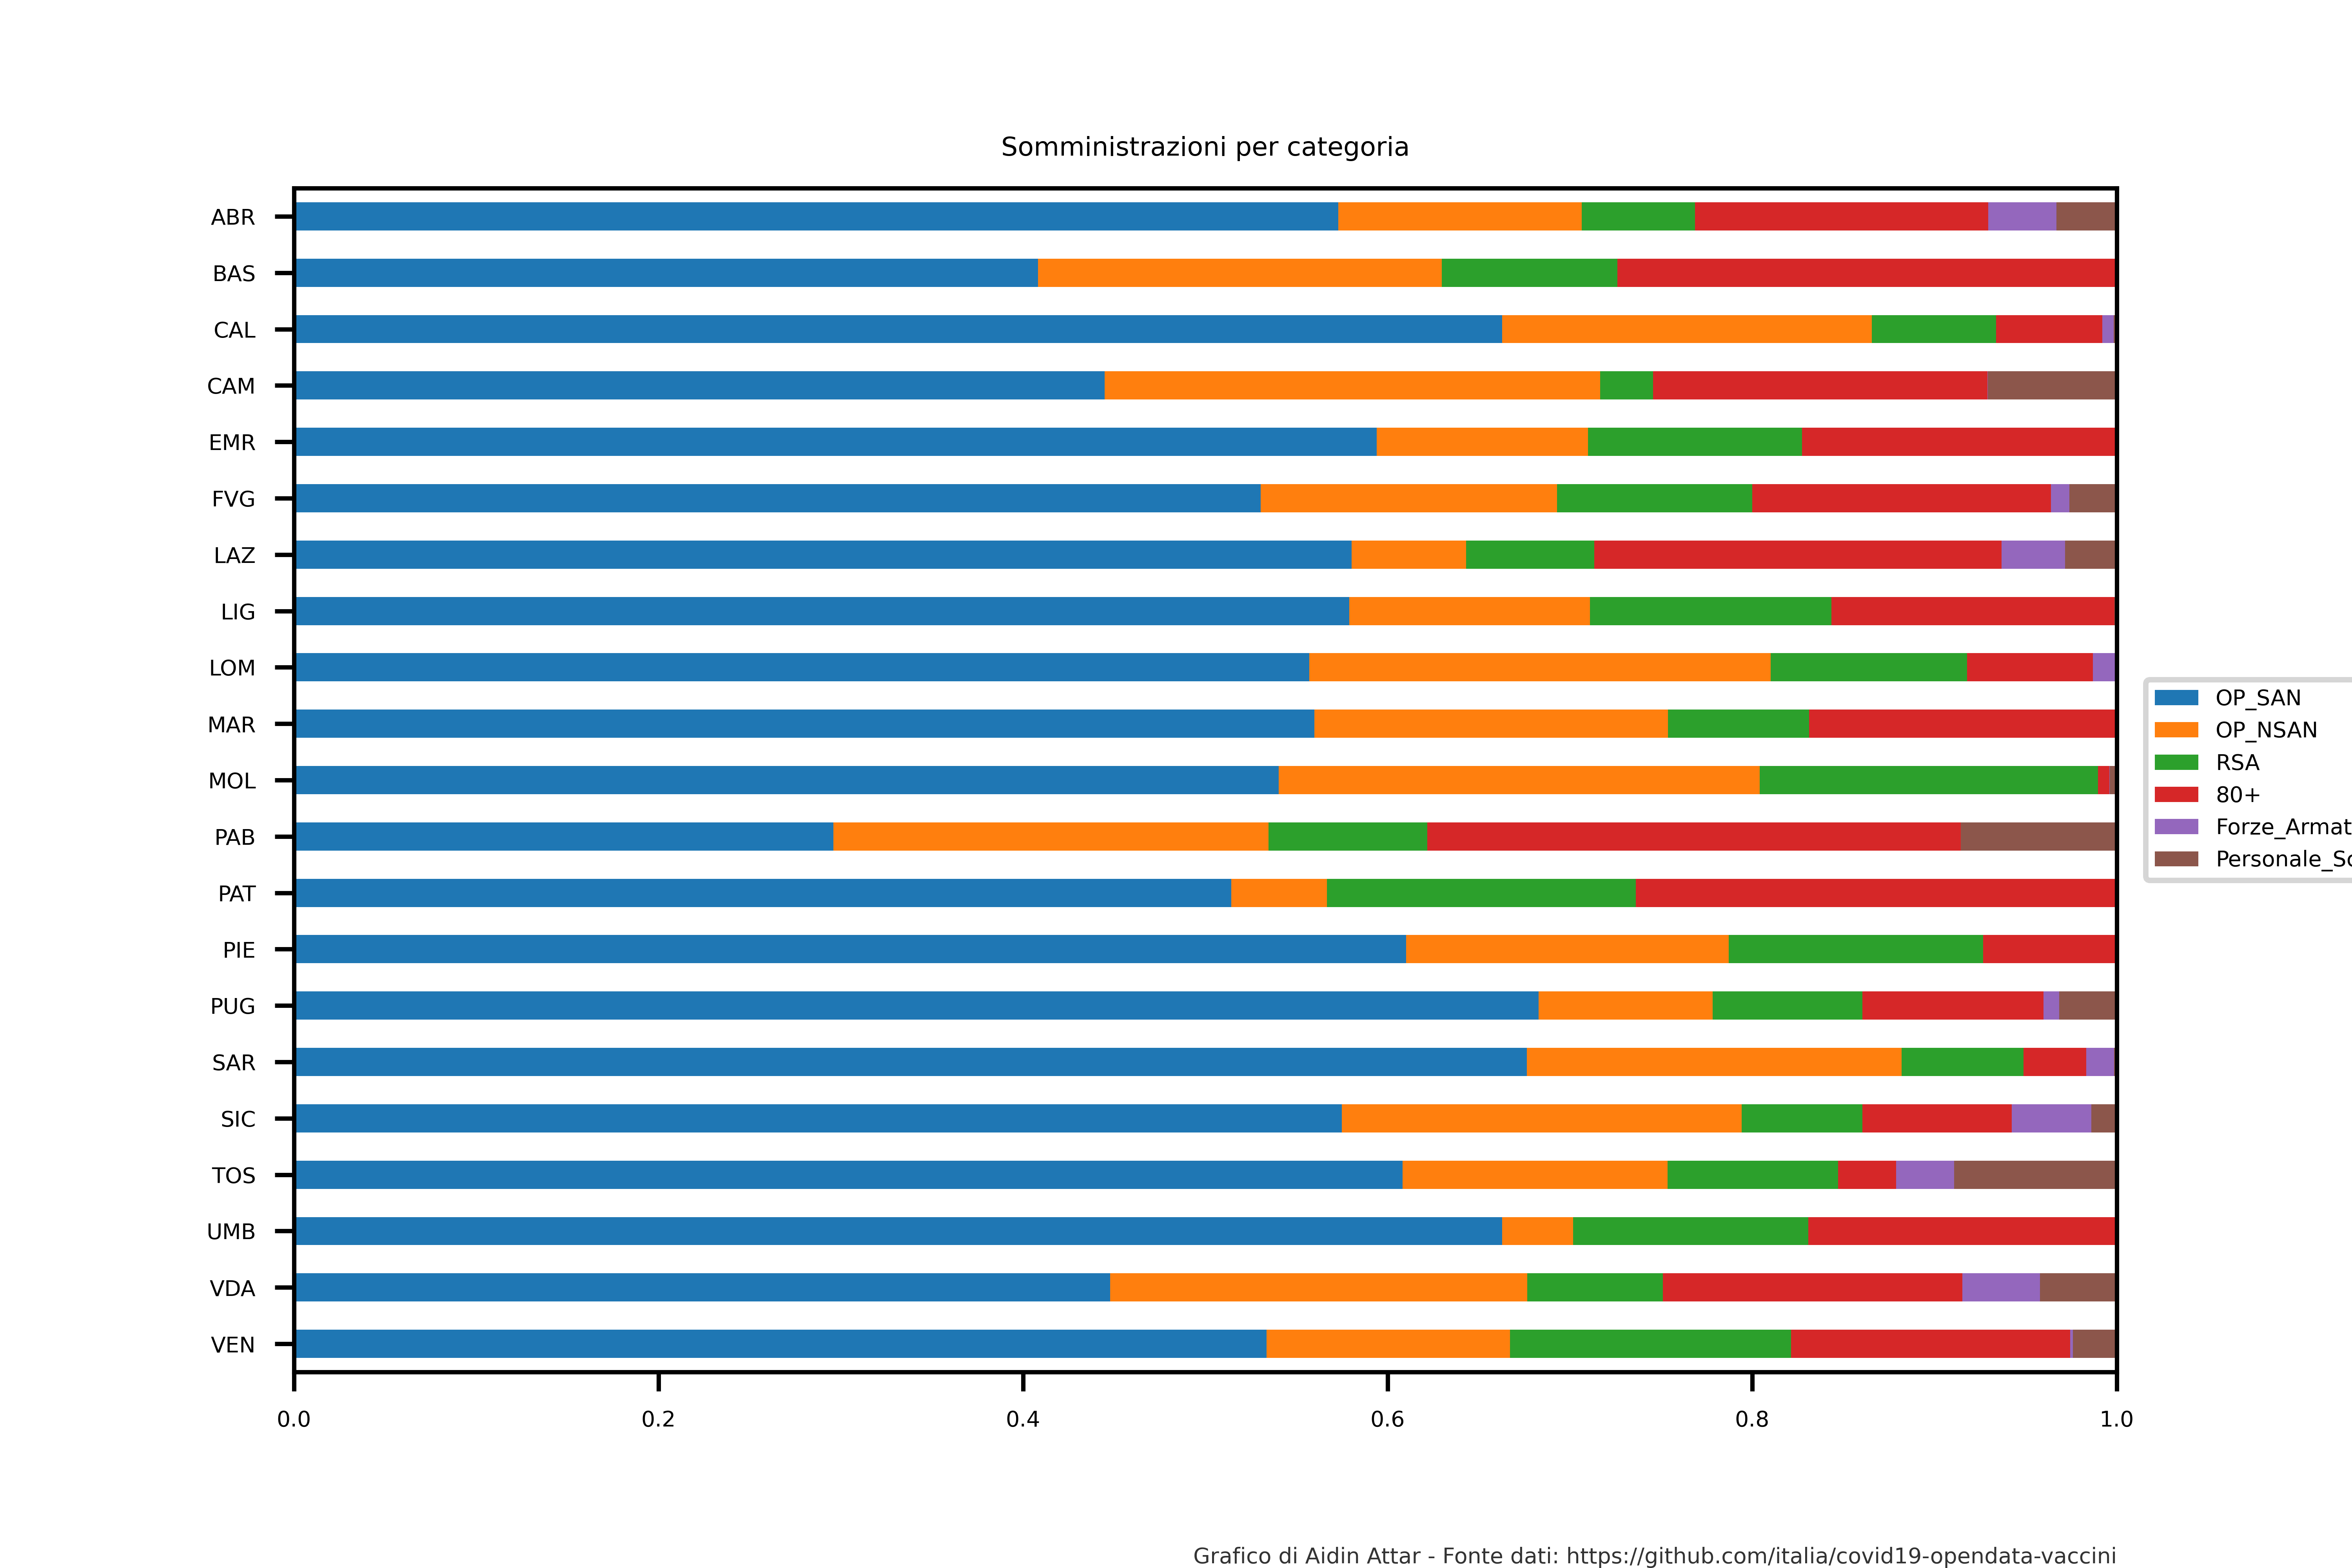 Somministrazioni per categoria
ABR
BAS
CAL
CAM
EMR
FVG
LAZ
LIG
LOM
MAR
MOL
PAB
PAT
PIE
PUG
SAR
SIC
TOS
UMB
VDA
VEN
0.0 0.2 0.4 0.6 0.8 1.0
OP_SAN
OP_NSAN
RSA
80+
Forze_Armat
Personale_Sc
Grafico di Aidin Attar - Fonte dati: https://github.com/italia/covid19-opendata-vaccini